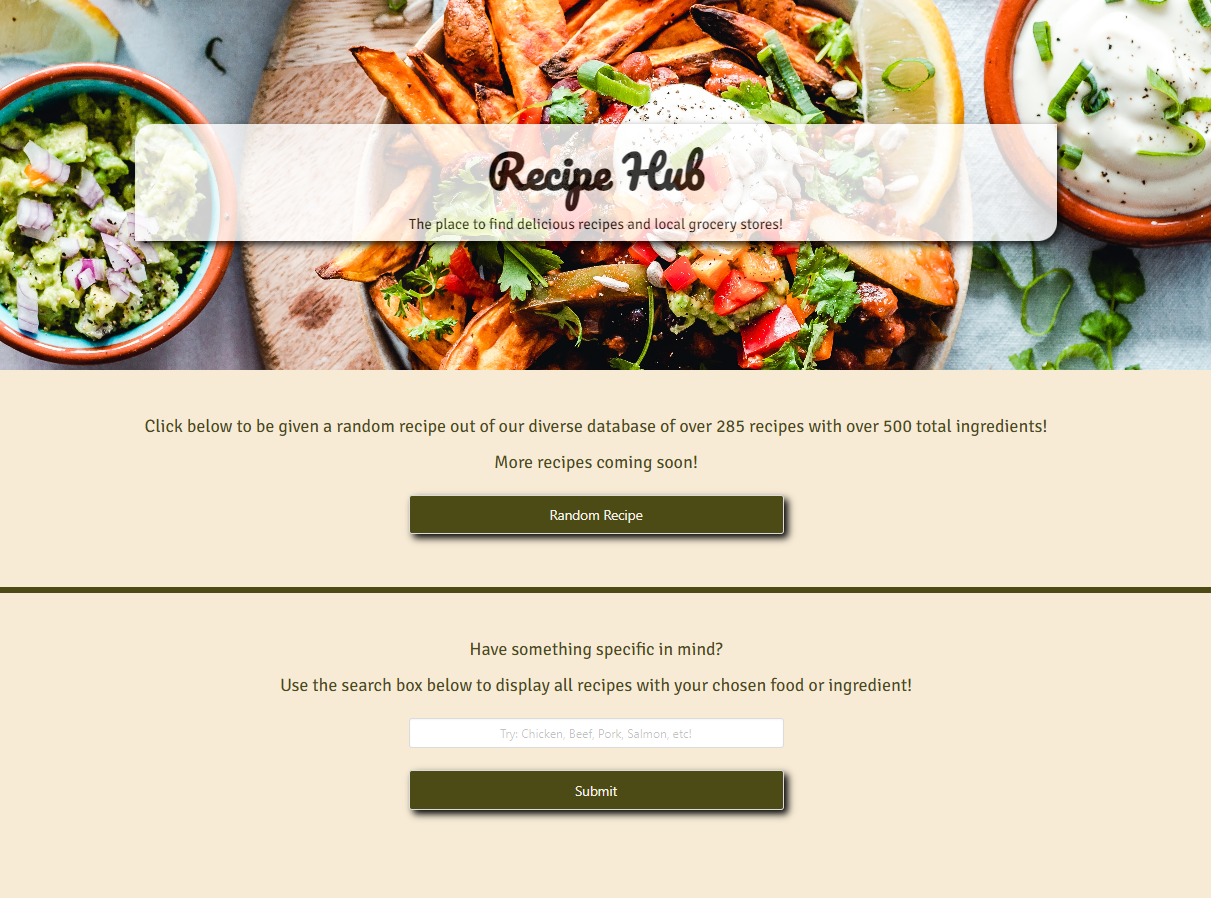 Recipe Hub
The place to find delicious recipes and local grocery stores!
Click below to be given a random recipe out of our diverse database of over 285 recipes with over 500 total ingredients!
More recipes coming soon!
Random Recipe
Have something specific in mind?
Use the search box below to display all recipes with your chosen food or ingredient!
Try: Chicken, Beef, Pork, Salmon, etc!
Submit